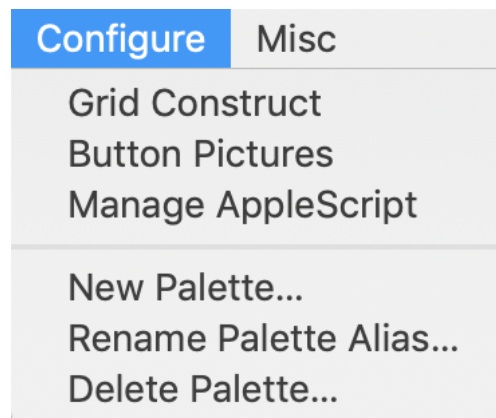 Configure Misc
Grid Construct
Button Pictures
Manage AppleScript
New Palette...
Rename Palette Alias...
Delete Palette...